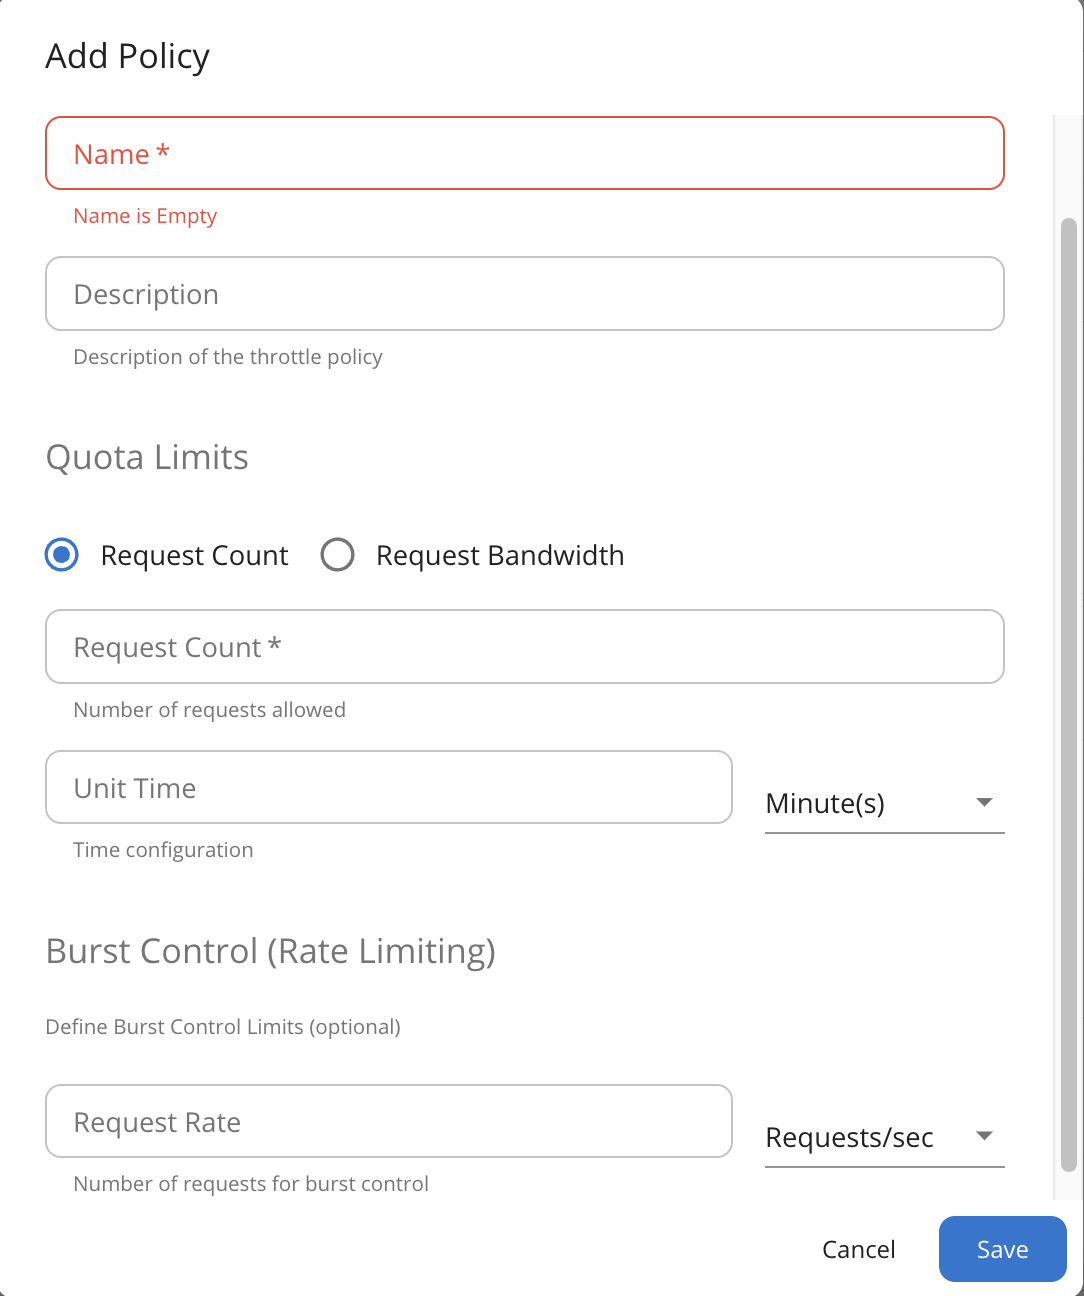 Add Policy
Name *
Name is Empty
Description
Description of the throttle policy
Quota Limits
Request Count
Request Bandwidth
Request Count *
Number of requests allowed
Unit Time
Minute(s)
Time configuration
Burst Control (Rate Limiting)
Define Burst Control Limits (optional)
Request Rate
Requests/sec
Number of requests for burst control
Cancel
Save